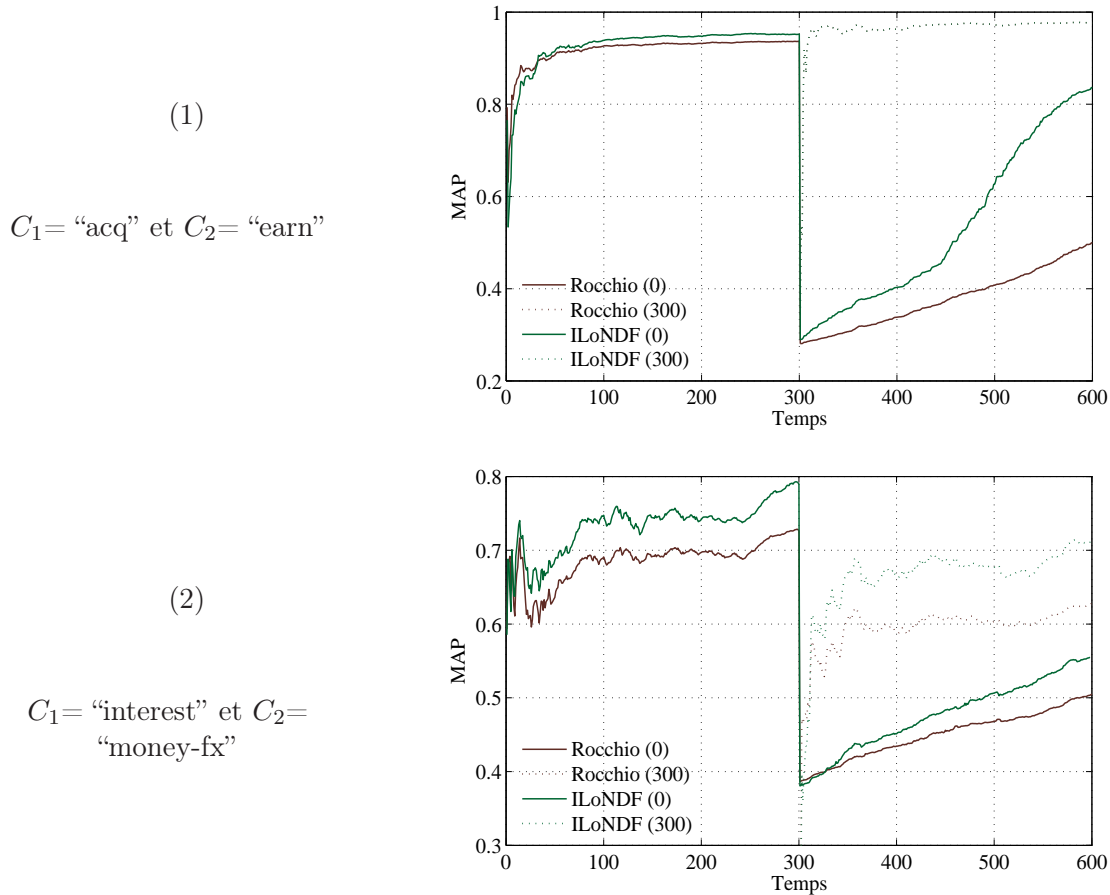 (1)
C1= “acq” et C2= “earn”
1
0.8
0.6
0.4
0.2
MAP
Rocchio (0)
Rocchio (300)
ILoNDF (0)
ILoNDF (300)
0 100 200 300 400 500 600
Temps
(2)
C1= “interest” et C2=
“money-fx”
0.8
0.7
0.6
0.5
0.4
0.3
MAP
Rocchio (0)
Rocchio (300)
ILoNDF (0)
ILoNDF (300)
0 100 200 300 400 500 600
Temps